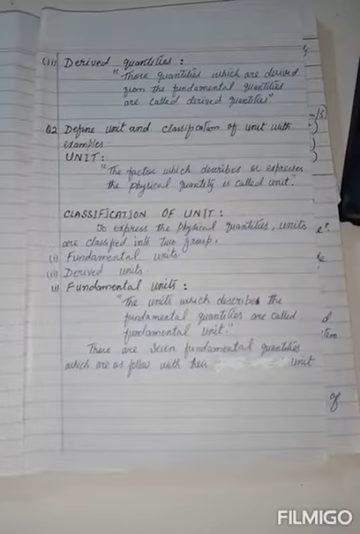 (ii) Derived quantities :
"Those quantities which are derived
from the fundamental quantities
are called derived quantities"
Q2 Define unit and classification of unit with
examples
UNIT :
"The factor which describes or expresses
the physical quantity is called unit.
CLASSIFICATION OF UNIT :
To express the physical quantities, units
are classified into two group.
(i) Fundamental units
(ii) Derived units
(i) Fundamental units :
"The units which describes the
fundamental quantities are called
fundamental unit."
There are seven fundamental quantities
which are as follow with their unit
FILMIGO